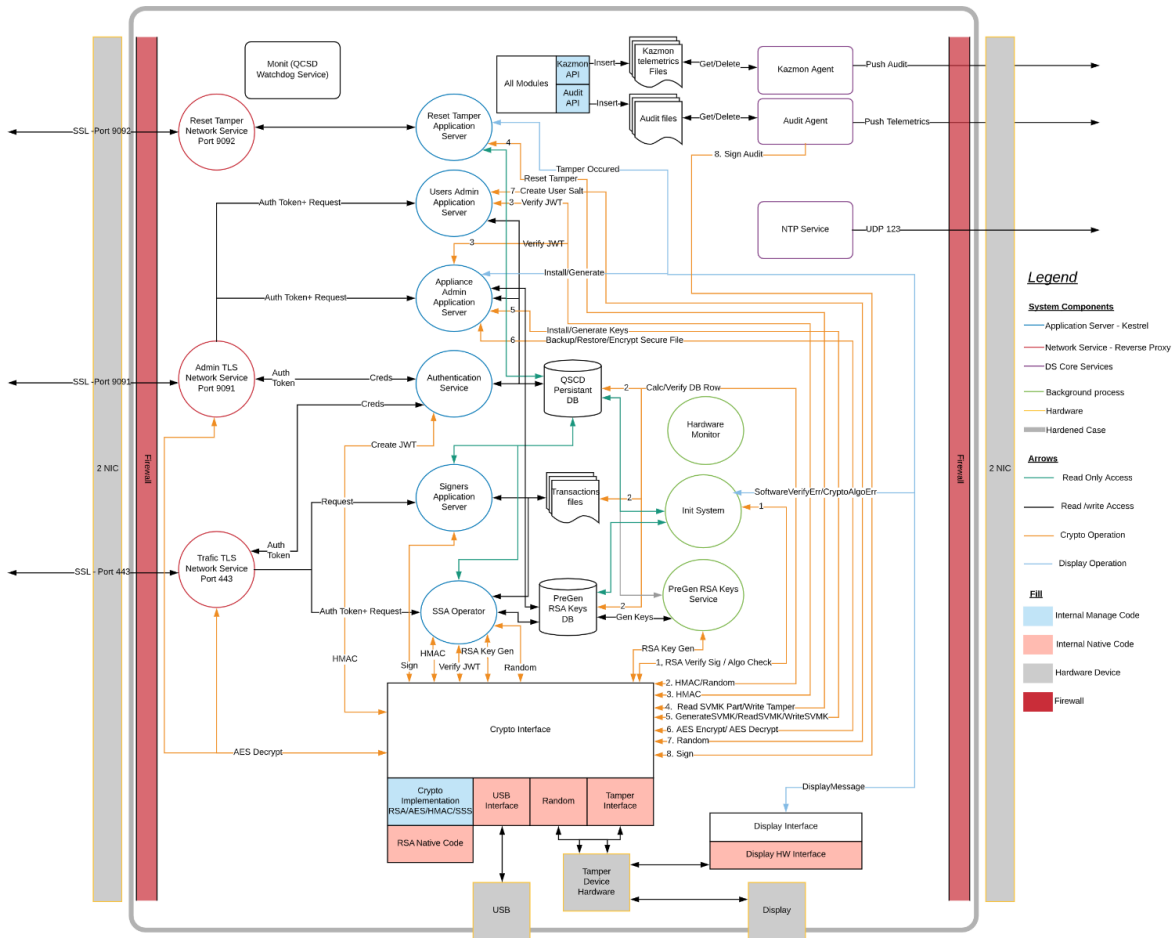 Monit (QCSD
Watchdog Service)
All Modules
Kazmon
API
Audit
API
Insert
Insert
Kazmon
telemetrics
Files
Audit files
Get/Delete
Get/Delete
Kazmon Agent
Audit Agent
Push Audit
Push Telemetrics
SSL -Port 9092
Reset Tamper
Network Service
Port 9092
Reset Tamper
Application
Server
4
8. Sign Audit
Tamper Occured
Reset Tamper
7 Create User Salt
3 Verify JWT
Users Admin
Application
Server
Auth Token+ Request
NTP Service
UDP 123
3
Verify JWT
Install/Generate
Appliance
Admin
Application
Server
Auth Token+ Request
5
Install/Generate Keys
6
Backup/Restore/Encrypt Secure File
SSL -Port 9091
Admin TLS
Network Service
Port 9091
Auth
Token
Creds
Authentication
Service
Creds
QSCD
Persistant
DB
2
Calc/Verify DB Row
Hardware
Monitor
Create JWT
2 NIC
Firewall
Firewall
2 NIC
Signers
Application
Server
Request
Transactions
files
2
SoftwareVerifyErr/CryptoAlgoErr
Init System
1
Auth
Token
SSL - Port 443
Trafic TLS
Network Service
Port 443
Auth Token+ Request
SSA Operator
PreGen
RSA Keys
DB
2
Gen Keys
PreGen RSA Keys
Service
HMAC
Sign
HMAC
Verify JWT
RSA Key Gen
Random
RSA Key Gen
1, RSA Verify Sig / Algo Check
2. HMAC/Random
3. HMAC
4. Read SVMK Part/Write Tamper
5. GenerateSVMK/ReadSVMK/WriteSVMK
6. AES Encrypt/ AES Decrypt
7. Random
8. Sign
Crypto Interface
AES Decrypt
Crypto
Implementation
RSA/AES/HMAC/SSS
USB
Interface
Random
Tamper
Interface
RSA Native Code
DisplayMessage
Display Interface
Display HW Interface
Tamper
Device
Hardware
USB
Display
Legend
System Components
Application Server - Kestrel
Network Service - Reverse Proxy
DS Core Services
Background process
Hardware
Hardened Case
Arrows
Read Only Access
Read /write Access
Crypto Operation
Display Operation
Fill
Internal Manage Code
Internal Native Code
Hardware Device
Firewall